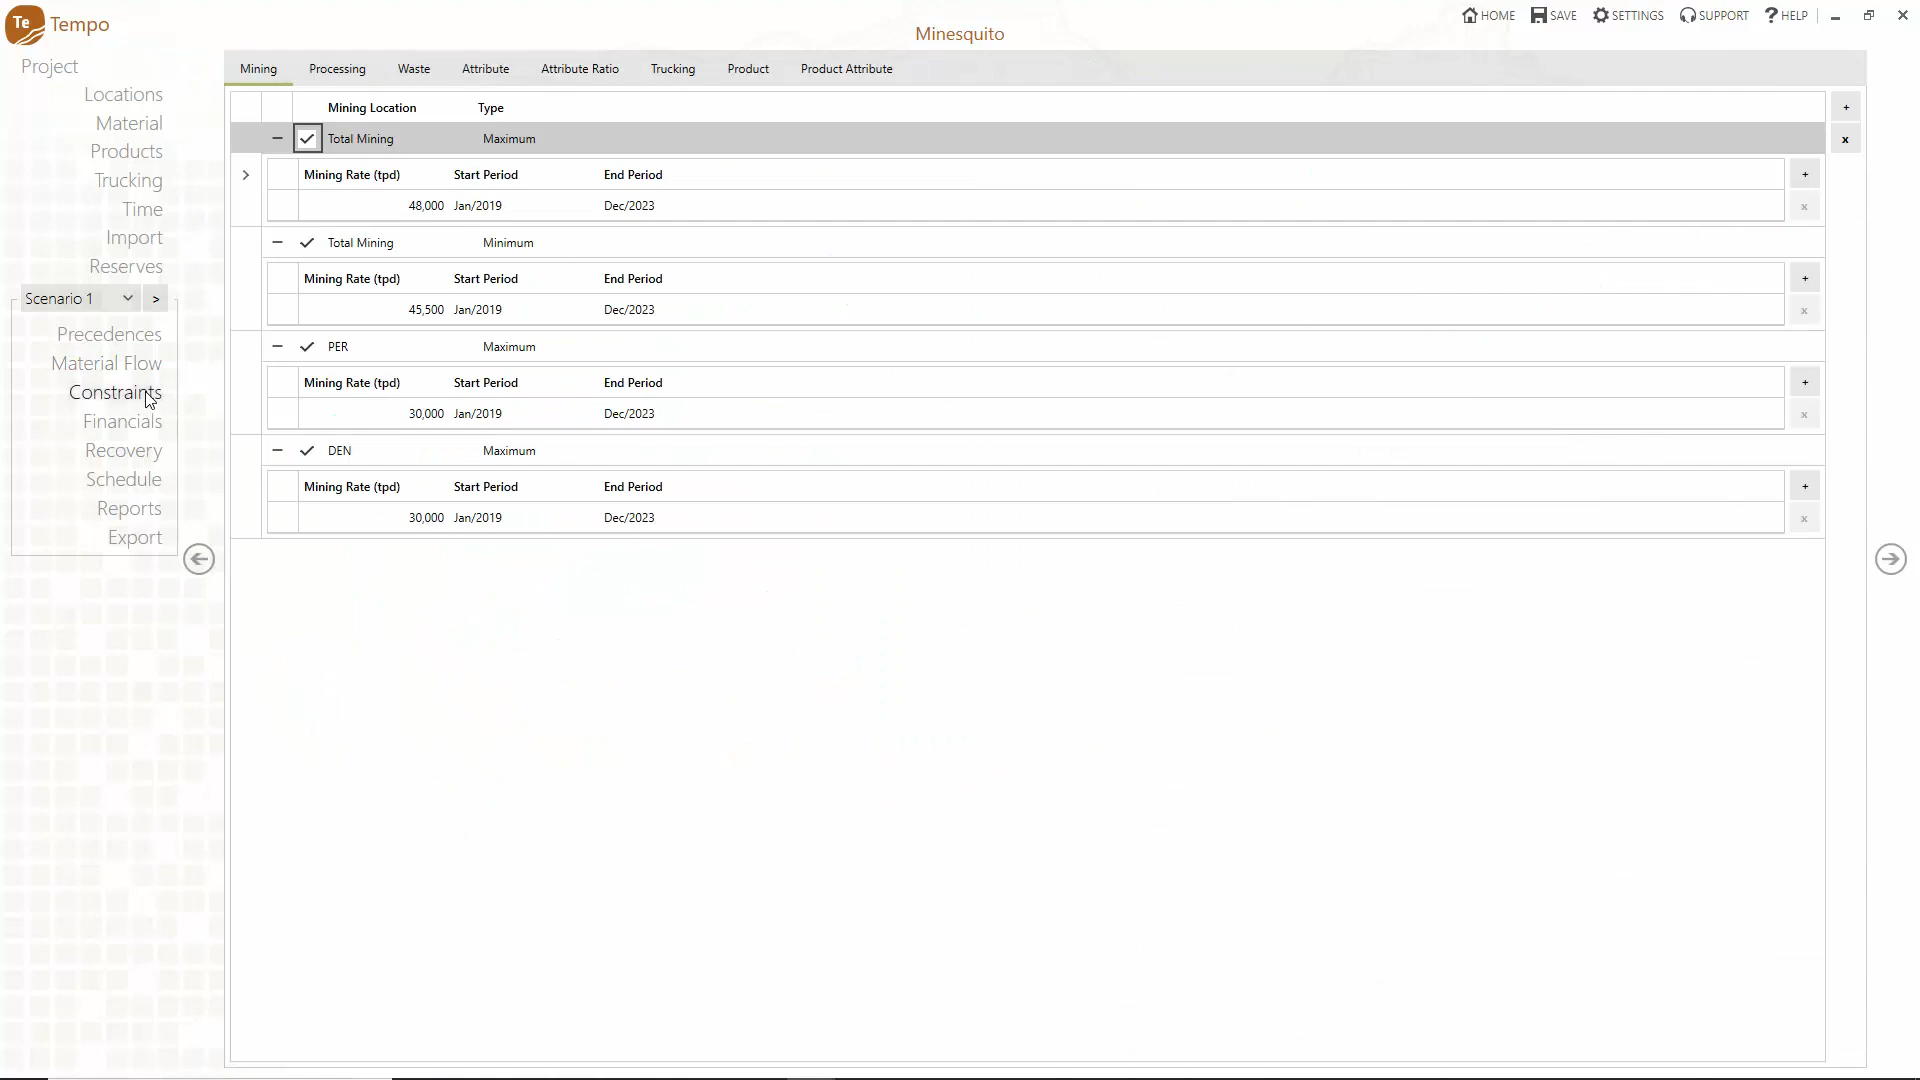 Te Tempo
HOME SAVE SETTINGS SUPPORT ? HELP
Minesquito
Project
Locations
Material
Products
Trucking
Time
Import
Reserves
Scenario 1 >
Precedences
Material Flow
Constraints
Financials
Recovery
Schedule
Reports
Export
Mining Processing Waste Attribute Attribute Ratio Trucking Product Product Attribute
Mining Location Type +
Total Mining Maximum x
Mining Rate (tpd) Start Period End Period +
48,000 Jan/2019 Dec/2023 x
Total Mining Minimum
Mining Rate (tpd) Start Period End Period +
45,500 Jan/2019 Dec/2023 x
PER Maximum
Mining Rate (tpd) Start Period End Period +
30,000 Jan/2019 Dec/2023 x
DEN Maximum
Mining Rate (tpd) Start Period End Period +
30,000 Jan/2019 Dec/2023 x